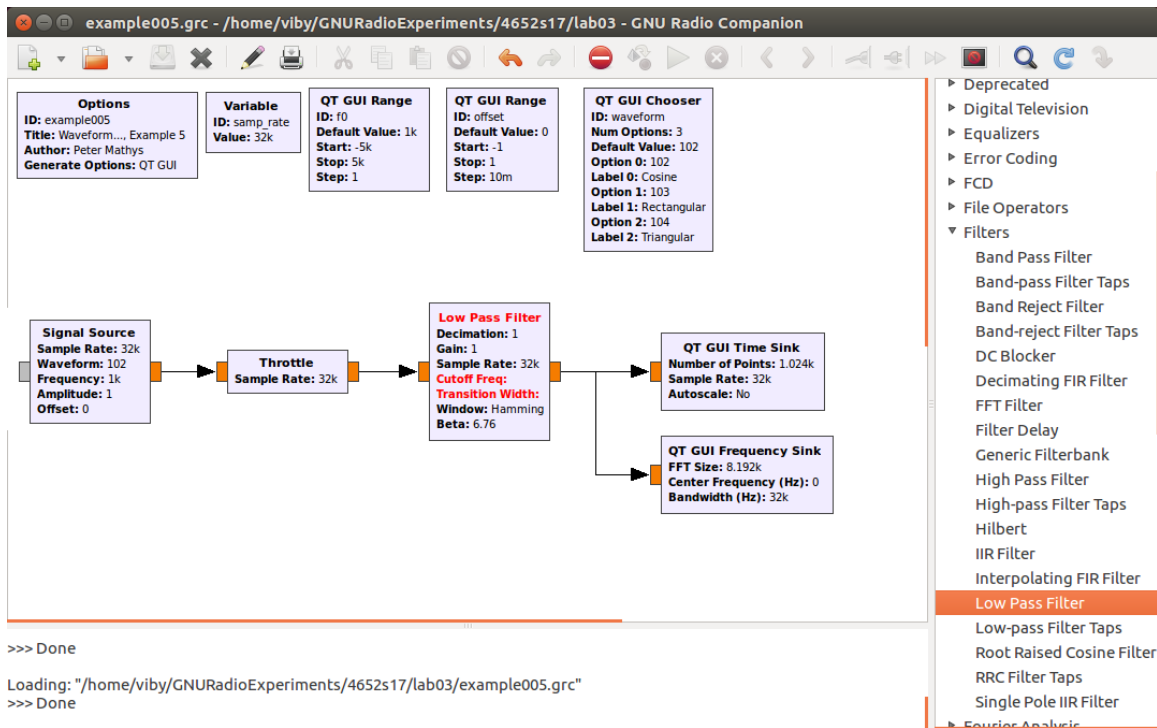 example005.grc - /home/viby/GNURadioExperiments/4652s17/lab03 - GNU Radio Companion
Options
ID: example005
Title: Waveform..., Example 5
Author: Peter Mathys
Generate Options: QT GUI
Variable
ID: samp_rate
Value: 32k
QT GUI Range
ID: f0
Default Value: 1k
Start: -5k
Stop: 5k
Step: 1
QT GUI Range
ID: offset
Default Value: 0
Start: -1
Stop: 1
Step: 10m
QT GUI Chooser
ID: waveform
Num Options: 3
Default Value: 102
Option 0: 102
Label 0: Cosine
Option 1: 103
Label 1: Rectangular
Option 2: 104
Label 2: Triangular
Signal Source
Sample Rate: 32k
Waveform: 102
Frequency: 1k
Amplitude: 1
Offset: 0
Throttle
Sample Rate: 32k
Low Pass Filter
Decimation: 1
Gain: 1
Sample Rate: 32k
Cutoff Freq:
Transition Width:
Window: Hamming
Beta: 6.76
QT GUI Time Sink
Number of Points: 1.024k
Sample Rate: 32k
Autoscale: No
QT GUI Frequency Sink
FFT Size: 8.192k
Center Frequency (Hz): 0
Bandwidth (Hz): 32k
Deprecated
Digital Television
Equalizers
Error Coding
FCD
File Operators
Filters
Band Pass Filter
Band-pass Filter Taps
Band Reject Filter
Band-reject Filter Taps
DC Blocker
Decimating FIR Filter
FFT Filter
Filter Delay
Generic Filterbank
High Pass Filter
High-pass Filter Taps
Hilbert
IIR Filter
Interpolating FIR Filter
Low Pass Filter
Low-pass Filter Taps
Root Raised Cosine Filter
RRC Filter Taps
Single Pole IIR Filter
Fourier Analysis
>>> Done
Loading: "/home/viby/GNURadioExperiments/4652s17/lab03/example005.grc"
>>> Done